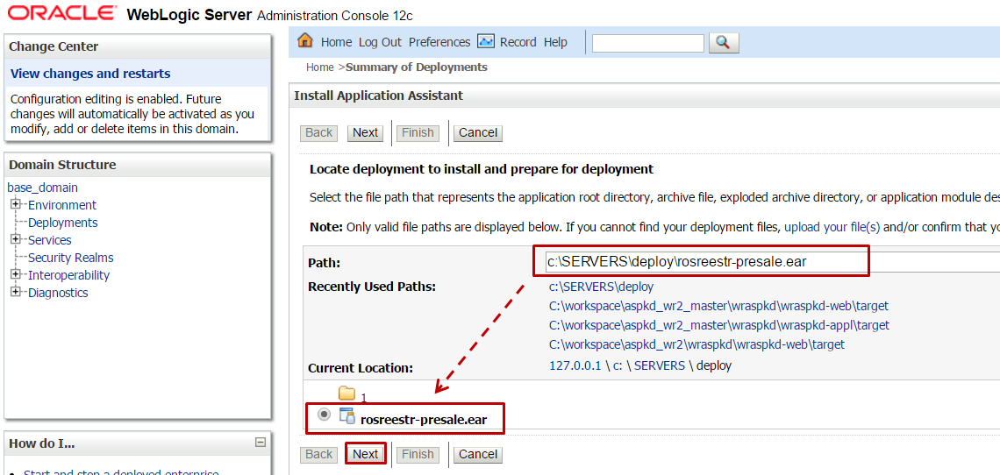 ORACLE WebLogic Server Administration Console 12c
Change Center
View changes and restarts
Configuration editing is enabled. Future
changes will automatically be activated as you
modify, add or delete items in this domain.
Domain Structure
base_domain
Environment
Deployments
Services
Security Realms
Interoperability
Diagnostics
How do I...
Start and stop a deployed enterprise
Home Log Out Preferences Record Help
Home >Summary of Deployments
Install Application Assistant
Back Next Finish Cancel
Locate deployment to install and prepare for deployment
Select the file path that represents the application root directory, archive file, exploded archive directory, or application module des
Note: Only valid file paths are displayed below. If you cannot find your deployment files, upload your file(s) and/or confirm that yo
Path: c:\SERVERS\deploy\rosreestr-presale.ear
Recently Used Paths: c:\SERVERS\deploy
C:\workspace\aspkd_wr2_master\wraspkd\wraspkd-web\target
C:\workspace\aspkd_wr2_master\wraspkd\wraspkd-appl\target
C:\workspace\aspkd_wr2\wraspkd\wraspkd-web\target
Current Location: 127.0.0.1 \ c: \ SERVERS \ deploy
1
rosreestr-presale.ear
Back Next Finish Cancel